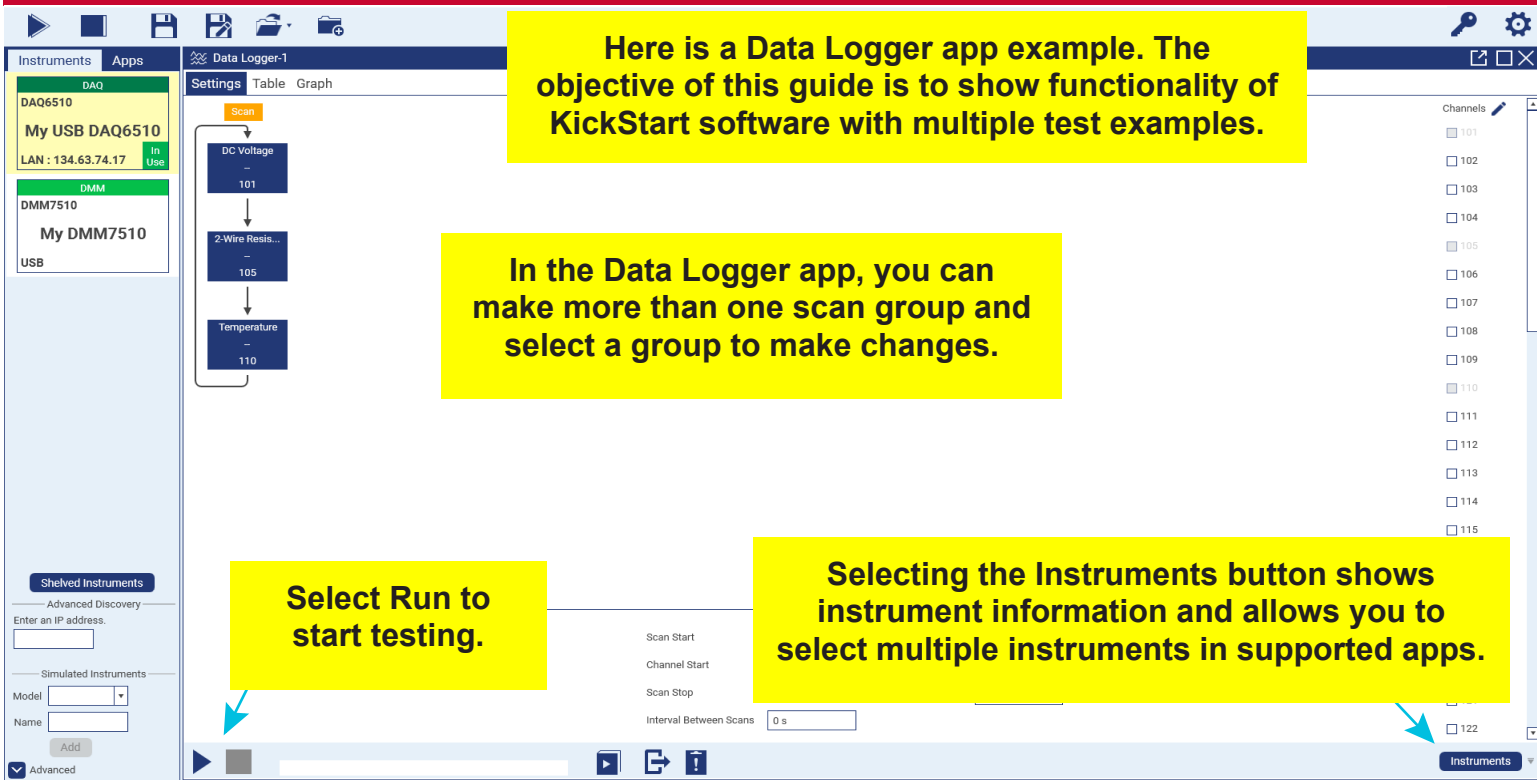 Here is a Data Logger app example. The
objective of this guide is to show functionality of
KickStart software with multiple test examples.
Instruments Apps
Data Logger-1
Settings Table Graph
DAQ
DAQ6510
My USB DAQ6510
LAN : 134.63.74.17
In
Use
DMM
DMM7510
My DMM7510
USB
Scan
DC Voltage
--
101
2-Wire Resis...
--
105
Temperature
--
110
In the Data Logger app, you can
make more than one scan group and
select a group to make changes.
Channels
101
102
103
104
105
106
107
108
109
110
111
112
113
114
115
Shelved Instruments
Advanced Discovery
Enter an IP address.
Simulated Instruments
Model
Name
Add
Advanced
Select Run to
start testing.
Scan Start
Channel Start
Scan Stop
Interval Between Scans 0 s
Selecting the Instruments button shows
instrument information and allows you to
select multiple instruments in supported apps.
122
Instruments